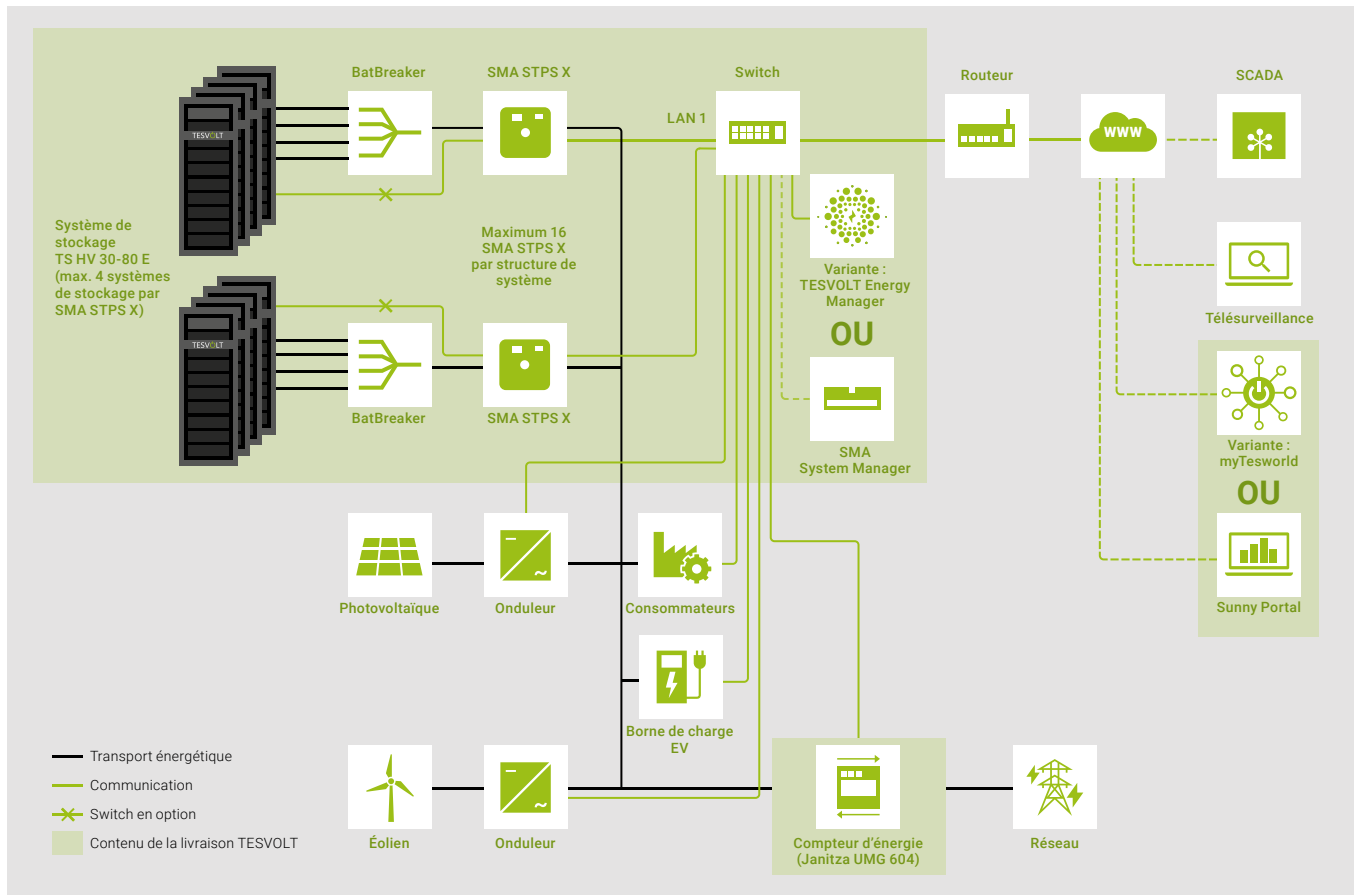 BatBreaker
SMA STPS X
Switch
Routeur
SCADA
LAN 1
WWW
TESVOLT
Système de
stockage
TS HV 30-80 E
(max. 4 systèmes
de stockage par
SMA STPS X)
Maximum 16
SMA STPS X
par structure de
système
Variante :
TESVOLT Energy
Manager
OU
Télésurveillance
TESVOLT
BatBreaker
SMA STPS X
SMA
System Manager
Variante :
myTesworld
OU
Sunny Portal
Photovoltaïque
Onduleur
Consommateurs
Borne de charge
EV
Transport énergétique
Communication
Switch en option
Contenu de la livraison TESVOLT
Éolien
Onduleur
Compteur d’énergie
(Janitza UMG 604)
Réseau